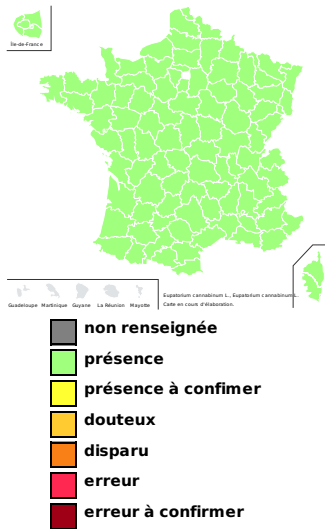 Île-de-France
Guadeloupe Martinique Guyane La Réunion Mayotte
Eupatorium cannabinum L., Eupatorium cannabinum L.
Carte en cours d'élaboration.
non renseignée
présence
présence à confimer
douteux
disparu
erreur
erreur à confirmer